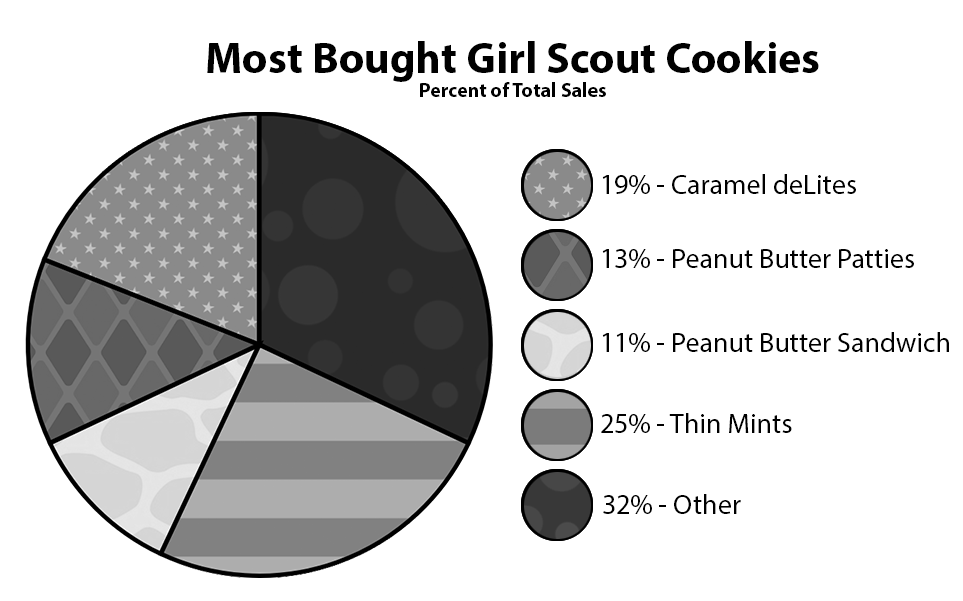 Most Bought Girl Scout Cookies
Percent of Total Sales
19% - Caramel deLites
13% - Peanut Butter Patties
11% - Peanut Butter Sandwich
25% - Thin Mints
32% - Other